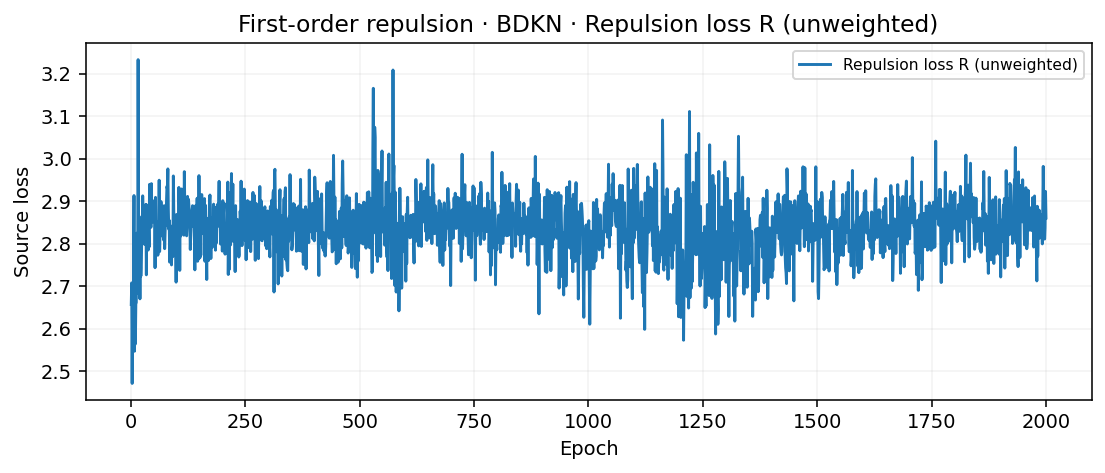 First-order repulsion · BDKN · Repulsion loss R (unweighted)
Repulsion loss R (unweighted)
Source loss
3.2
3.1
3.0
2.9
2.8
2.7
2.6
2.5
0 250 500 750 1000 1250 1500 1750 2000
Epoch